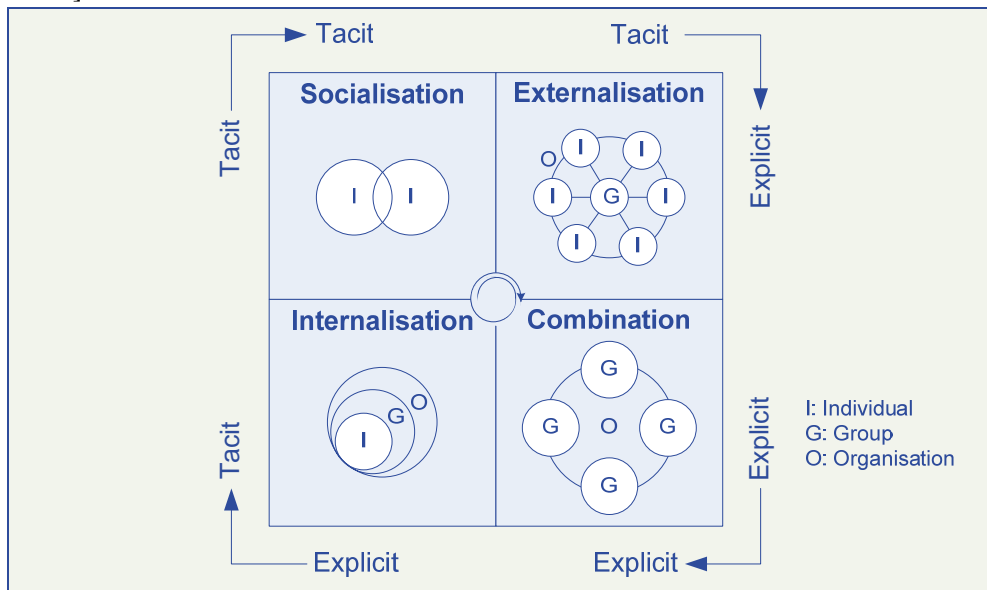 Tacit
Tacit
Tacit
Explicit
Socialisation
Externalisation
I
I
O
I
I
I
G
I
I
I
Internalisation
Combination
O
G
I
G
G
O
G
G
Tacit
Explicit
Explicit
Explicit
I: Individual
G: Group
O: Organisation